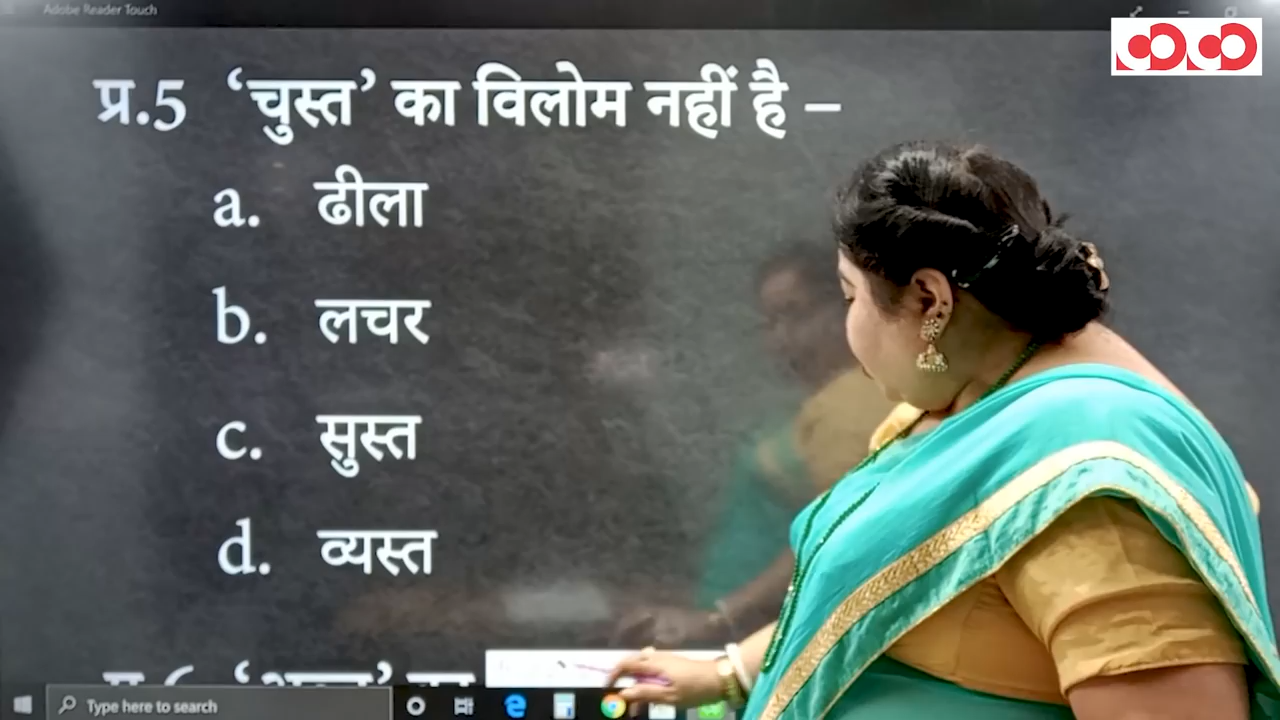 Adobe Reader Touch
प्र.5 ‘चुस्त’ का विलोम नहीं है –
a. ढीला
b. लचर
c. सुस्त
d. व्यस्त
Type here to search